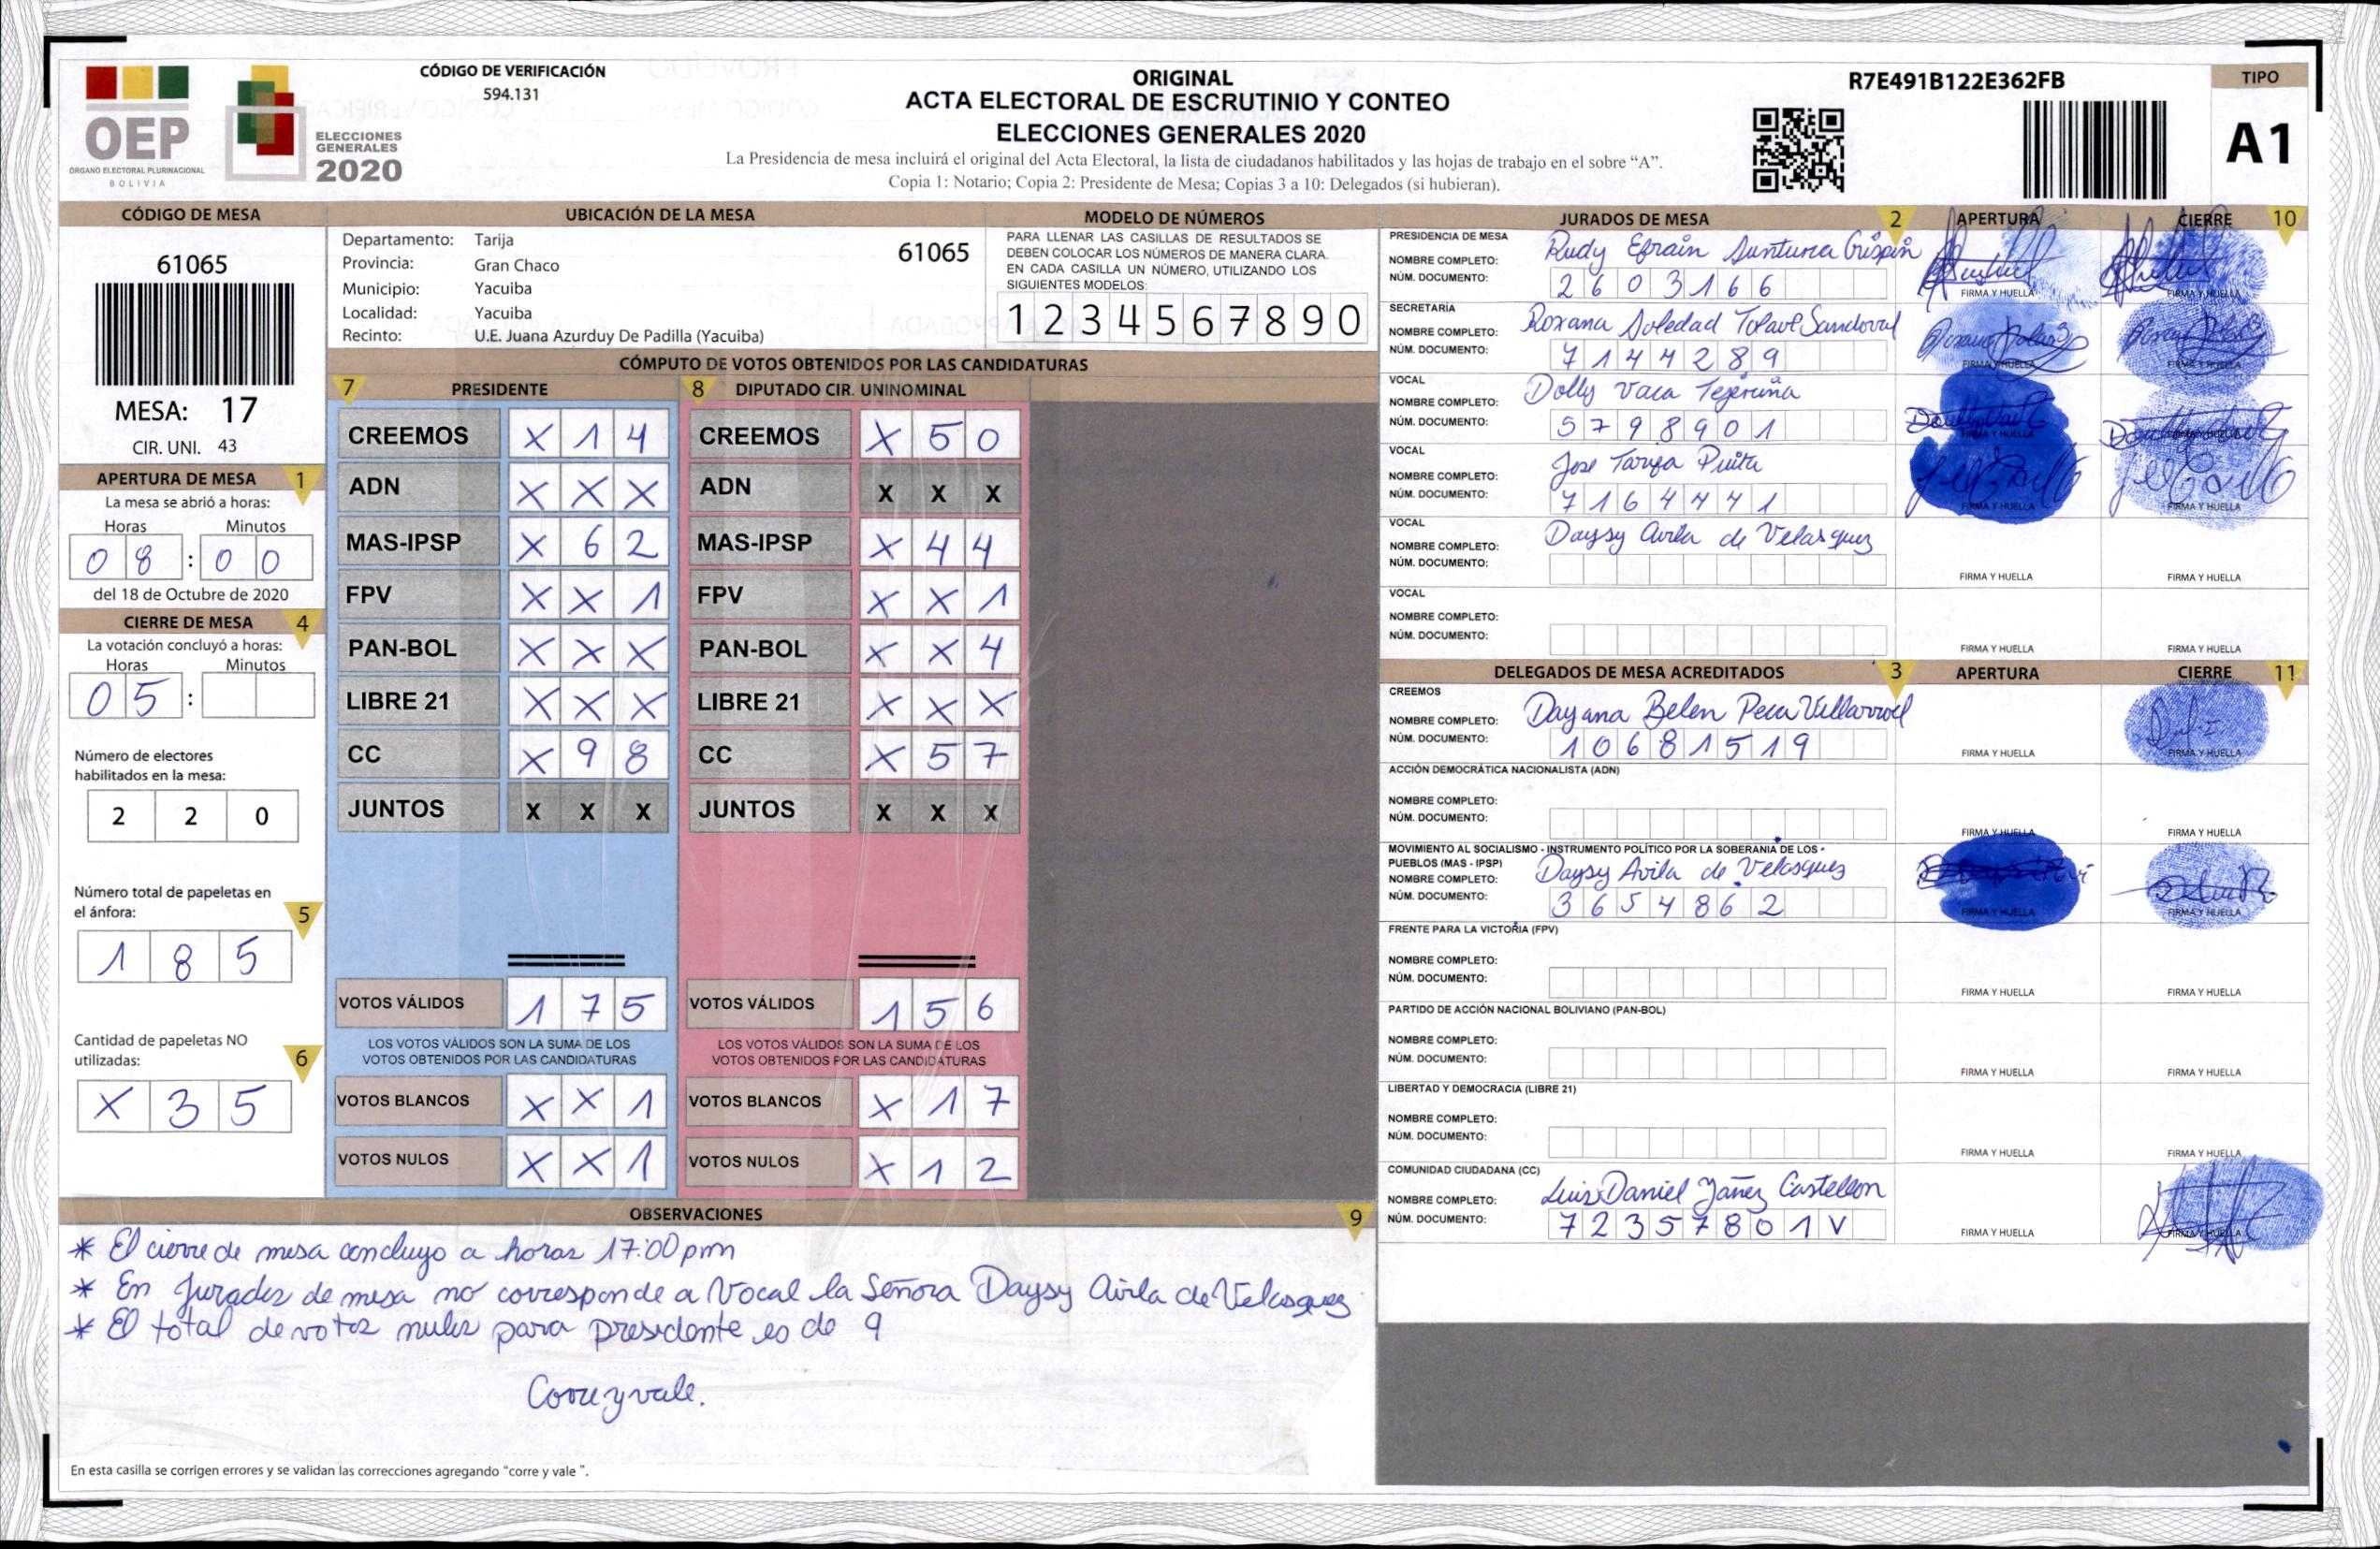 OEP
ÓRGANO ELECTORAL PLURINACIONAL
BOLIVIA
ELECCIONES
GENERALES
2020
CÓDIGO DE VERIFICACIÓN
594.131
ORIGINAL
ACTA ELECTORAL DE ESCRUTINIO Y CONTEO
ELECCIONES GENERALES 2020
La Presidencia de mesa incluirá el original del Acta Electoral, la lista de ciudadanos habilitados y las hojas de trabajo en el sobre “A”.
Copia 1: Notario; Copia 2: Presidente de Mesa; Copias 3 a 10: Delegados (si hubieran).
R7E491B122E362FB
TIPO
A1
CÓDIGO DE MESA
61065
MESA: 17
CIR. UNI. 43
APERTURA DE MESA 1
La mesa se abrió a horas:
Horas Minutos
08 : 00
del 18 de Octubre de 2020
CIERRE DE MESA 4
La votación concluyó a horas:
Horas Minutos
05 :
Número de electores
habilitados en la mesa:
2 2 0
Número total de papeletas en
el ánfora: 5
1 8 5
Cantidad de papeletas NO
utilizadas: 6
X 3 5
UBICACIÓN DE LA MESA
Departamento: Tarija 61065
Provincia: Gran Chaco
Municipio: Yacuiba
Localidad: Yacuiba
Recinto: U.E. Juana Azurduy De Padilla (Yacuiba)
MODELO DE NÚMEROS
PARA LLENAR LAS CASILLAS DE RESULTADOS SE
DEBEN COLOCAR LOS NÚMEROS DE MANERA CLARA.
EN CADA CASILLA UN NÚMERO, UTILIZANDO LOS
SIGUIENTES MODELOS:
1 2 3 4 5 6 7 8 9 0
CÓMPUTO DE VOTOS OBTENIDOS POR LAS CANDIDATURAS
7 PRESIDENTE
CREEMOS X 1 4
ADN X X X
MAS-IPSP X 6 2
FPV X X 1
PAN-BOL X X X
LIBRE 21 X X X
CC X 9 8
JUNTOS X X X
VOTOS VÁLIDOS 1 7 5
LOS VOTOS VÁLIDOS SON LA SUMA DE LOS
VOTOS OBTENIDOS POR LAS CANDIDATURAS
VOTOS BLANCOS X X 1
VOTOS NULOS X X 1
8 DIPUTADO CIR. UNINOMINAL
CREEMOS X 5 0
ADN X X X
MAS-IPSP X 4 4
FPV X X 1
PAN-BOL X X 4
LIBRE 21 X X X
CC X 5 7
JUNTOS X X X
VOTOS VÁLIDOS 1 5 6
LOS VOTOS VÁLIDOS SON LA SUMA DE LOS
VOTOS OBTENIDOS POR LAS CANDIDATURAS
VOTOS BLANCOS X 1 7
VOTOS NULOS X 1 2
OBSERVACIONES 9
* El cierre de mesa concluyo a horas 17:00 pm
* En Jurados de mesa no corresponde a Vocal la Señora Daysy Avila de Velasquez
* El total de votos nulos para presidente es de 9
Corre y vale.
En esta casilla se corrigen errores y se validan las correcciones agregando “corre y vale ”.
JURADOS DE MESA 2 APERTURA CIERRE 10
PRESIDENCIA DE MESA
NOMBRE COMPLETO: Rudy Efraín Suntura Crispín
NÚM. DOCUMENTO: 2603166
FIRMA Y HUELLA FIRMA Y HUELLA
SECRETARÍA
NOMBRE COMPLETO: Roxana Soledad Tolave Sandoval
NÚM. DOCUMENTO: 7144289
FIRMA Y HUELLA FIRMA Y HUELLA
VOCAL
NOMBRE COMPLETO: Dolly Vaca Tejerina
NÚM. DOCUMENTO: 5798901
FIRMA Y HUELLA FIRMA Y HUELLA
VOCAL
NOMBRE COMPLETO: Jose Tarifa
NÚM. DOCUMENTO: 7164441
FIRMA Y HUELLA FIRMA Y HUELLA
VOCAL
NOMBRE COMPLETO: Daysy Avila de Velasquez
NÚM. DOCUMENTO:
FIRMA Y HUELLA FIRMA Y HUELLA
VOCAL
NOMBRE COMPLETO:
NÚM. DOCUMENTO:
FIRMA Y HUELLA FIRMA Y HUELLA
DELEGADOS DE MESA ACREDITADOS 3 APERTURA CIERRE 11
CREEMOS
NOMBRE COMPLETO: Dayana Belen Peca Villarroel
NÚM. DOCUMENTO: 10681519
FIRMA Y HUELLA FIRMA Y HUELLA
ACCIÓN DEMOCRÁTICA NACIONALISTA (ADN)
NOMBRE COMPLETO:
NÚM. DOCUMENTO:
FIRMA Y HUELLA FIRMA Y HUELLA
MOVIMIENTO AL SOCIALISMO - INSTRUMENTO POLÍTICO POR LA SOBERANÍA DE LOS
PUEBLOS (MAS - IPSP)
NOMBRE COMPLETO: Daysy Avila de Velasquez
NÚM. DOCUMENTO: 3654862
FIRMA Y HUELLA FIRMA Y HUELLA
FRENTE PARA LA VICTORIA (FPV)
NOMBRE COMPLETO:
NÚM. DOCUMENTO:
FIRMA Y HUELLA FIRMA Y HUELLA
PARTIDO DE ACCIÓN NACIONAL BOLIVIANO (PAN-BOL)
NOMBRE COMPLETO:
NÚM. DOCUMENTO:
FIRMA Y HUELLA FIRMA Y HUELLA
LIBERTAD Y DEMOCRACIA (LIBRE 21)
NOMBRE COMPLETO:
NÚM. DOCUMENTO:
FIRMA Y HUELLA FIRMA Y HUELLA
COMUNIDAD CIUDADANA (CC)
NOMBRE COMPLETO: Luis Daniel Yáñez Castellon
NÚM. DOCUMENTO: 72357801V
FIRMA Y HUELLA FIRMA Y HUELLA